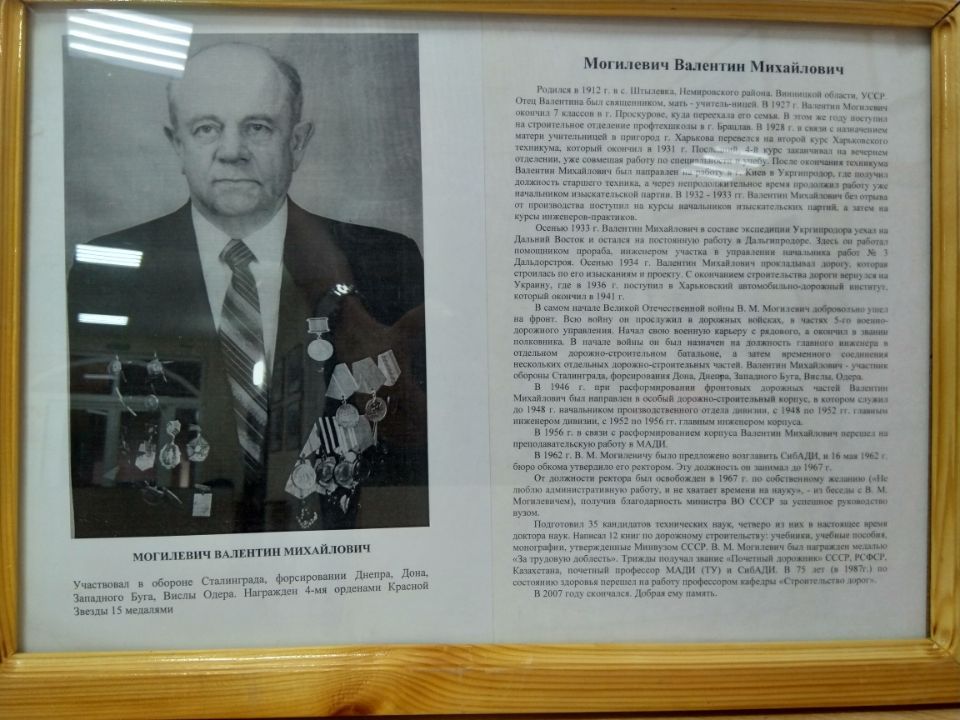 МОГИЛЕВИЧ ВАЛЕНТИН МИХАЙЛОВИЧ
Участвовал в обороне Сталинграда, форсировании Днепра, Дона,
Западного Буга, Вислы Одера. Награжден 4-мя орденами Красной
Звезды 15 медалями
Могилевич Валентин Михайлович
Родился в 1912 г. в с. Штылевка, Немировского района. Винницкой области, УССР.
Отец Валентина был священником, мать - учитель-ницей. В 1927 г. Валентин Могилевич
окончил 7 классов в г. Проскурове, куда переехала его семья. В этом же году поступил
на строительное отделение профтехшколы в г. Брацлав. В 1928 г. в связи с назначением
матери учительницей в пригород г. Харькова перевелся на второй курс Харьковского
техникума, который окончил в 1931 г. Последний, 4-й курс заканчивал на вечернем
отделении, уже совмещая работу по специальности и учебу. После окончания техникума
Валентин Михайлович был направлен на работу в г. Киев в Укргипродор, где получил
должность старшего техника, а через непродолжительное время продолжил работу уже
начальником изыскательской партии. В 1932 - 1933 гг. Валентин Михайлович без отрыва
от производства поступил на курсы начальников изыскательских партий, а затем на
курсы инженеров-практиков.
Осенью 1933 г. Валентин Михайлович в составе экспедиции Укргипродора уехал на
Дальний Восток и остался на постоянную работу в Дальгипродоре. Здесь он работал
помощником прораба, инженером участка в управлении начальника работ № 3
Дальдорстроя. Осенью 1934 г. Валентин Михайлович прокладывал дорогу, которая
строилась по его изысканиям и проекту. С окончанием строительства дороги вернулся на
Украину, где в 1936 г. поступил в Харьковский автомобильно-дорожный институт,
который окончил в 1941 г.
В самом начале Великой Отечественной войны В. М. Могилевич добровольно ушел
на фронт. Всю войну он прослужил в дорожных войсках, в частях 5-го военно-
дорожного управления. Начал свою военную карьеру с рядового, а окончил в звании
полковника. В начале войны он был назначен на должность главного инженера в
отдельном дорожно-строительном батальоне, а затем временного соединения
нескольких отдельных дорожно-строительных частей. Валентин Михайлович - участник
обороны Сталинграда, форсирования Дона, Днепра, Западного Буга, Вислы, Одера.
В 1946 г. при расформировании фронтовых дорожных частей Валентин
Михайлович был направлен в особый дорожно-строительный корпус, в котором служил
до 1948 г. начальником производственного отдела дивизии, с 1948 по 1952 гг. главным
инженером дивизии, с 1952 по 1956 гг. главным инженером корпуса.
В 1956 г. в связи с расформированием корпуса Валентин Михайлович перешел на
преподавательскую работу в МАДИ.
В 1962 г. В. М. Могилевичу было предложено возглавить СибАДИ, и 16 мая 1962 г.
бюро обкома утвердило его ректором. Эту должность он занимал до 1967 г.
От должности ректора был освобожден в 1967 г. по собственному желанию («Не
люблю административную работу, и не хватает времени на науку», - из беседы с В. М.
Могилевичем), получив благодарность министра ВО СССР за успешное руководство
вузом.
Подготовил 35 кандидатов технических наук, четверо из них в настоящее время
доктора наук. Написал 12 книг по дорожному строительству: учебники, учебные пособия,
монографии, утвержденные Минвузом СССР. В. М. Могилевич был награжден медалью
«За трудовую доблесть». Трижды получал звание «Почетный дорожник» СССР, РСФСР,
Казахстана, почетный профессор МАДИ (ТУ) и СибАДИ. В 75 лет (в 1987г.) по
состоянию здоровья перешел на работу профессором кафедры «Строительство дорог».
В 2007 году скончался. Добрая ему память.